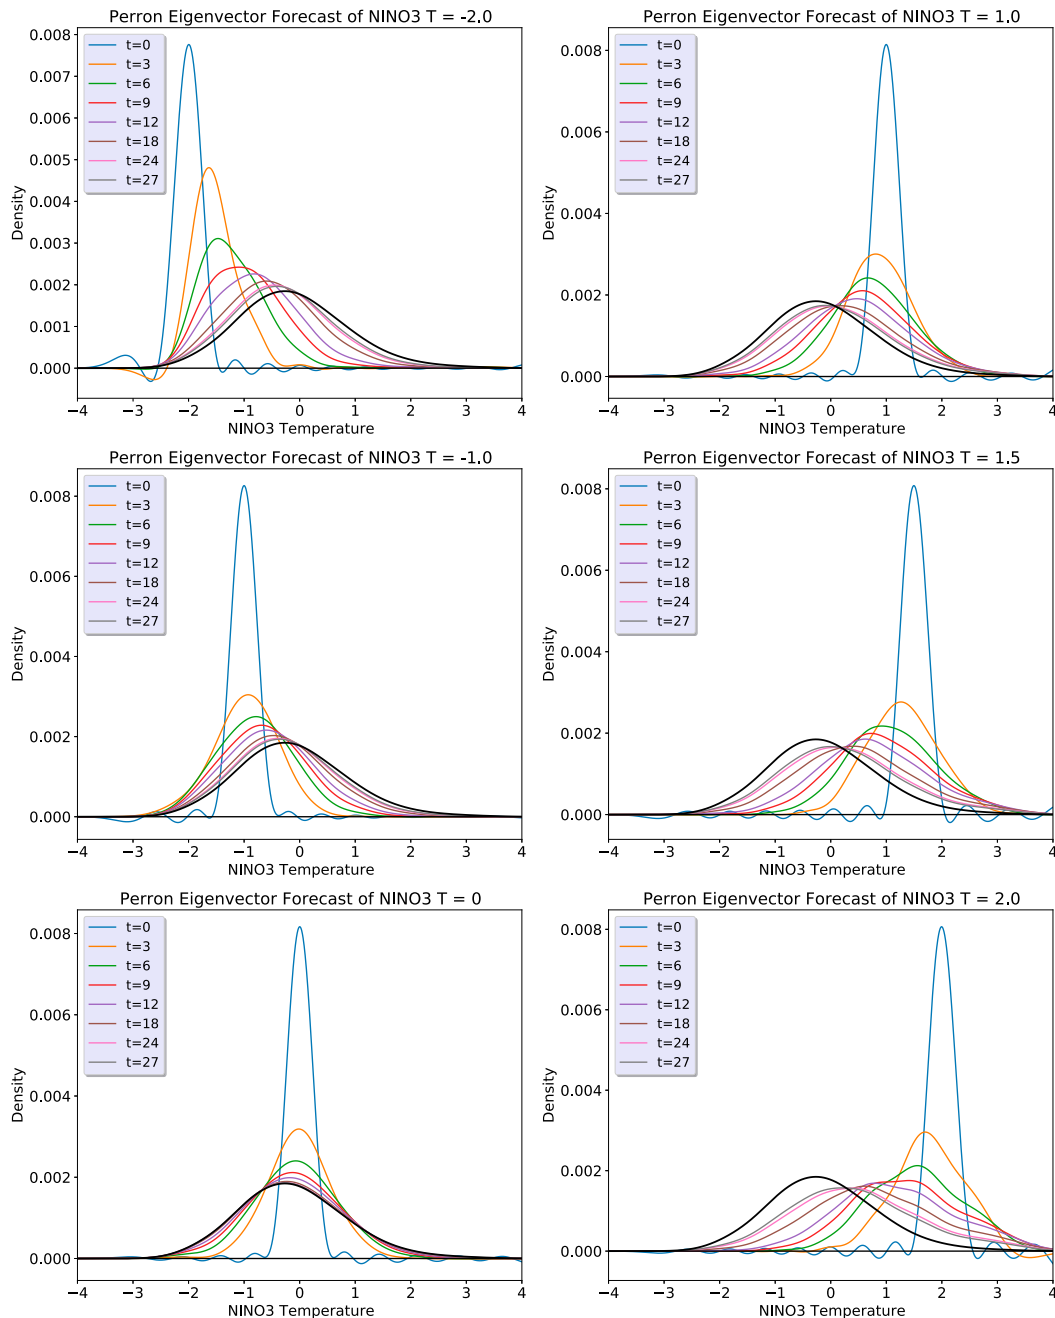 Perron Eigenvector Forecast of NINO3 T = -2.0
0.008
0.007
0.006
0.005
0.004
0.003
0.002
0.001
0.000
Density
t=0
t=3
t=6
t=9
t=12
t=18
t=24
t=27
−4 −3 −2 −1 0 1 2 3 4
NINO3 Temperature
Perron Eigenvector Forecast of NINO3 T = 1.0
0.008
0.006
0.004
0.002
0.000
Density
t=0
t=3
t=6
t=9
t=12
t=18
t=24
t=27
−4 −3 −2 −1 0 1 2 3 4
NINO3 Temperature
Perron Eigenvector Forecast of NINO3 T = -1.0
0.008
0.006
0.004
0.002
0.000
Density
t=0
t=3
t=6
t=9
t=12
t=18
t=24
t=27
−4 −3 −2 −1 0 1 2 3 4
NINO3 Temperature
Perron Eigenvector Forecast of NINO3 T = 1.5
0.008
0.006
0.004
0.002
0.000
Density
t=0
t=3
t=6
t=9
t=12
t=18
t=24
t=27
−4 −3 −2 −1 0 1 2 3 4
NINO3 Temperature
Perron Eigenvector Forecast of NINO3 T = 0
0.008
0.006
0.004
0.002
0.000
Density
t=0
t=3
t=6
t=9
t=12
t=18
t=24
t=27
−4 −3 −2 −1 0 1 2 3 4
NINO3 Temperature
Perron Eigenvector Forecast of NINO3 T = 2.0
0.008
0.006
0.004
0.002
0.000
Density
t=0
t=3
t=6
t=9
t=12
t=18
t=24
t=27
−4 −3 −2 −1 0 1 2 3 4
NINO3 Temperature